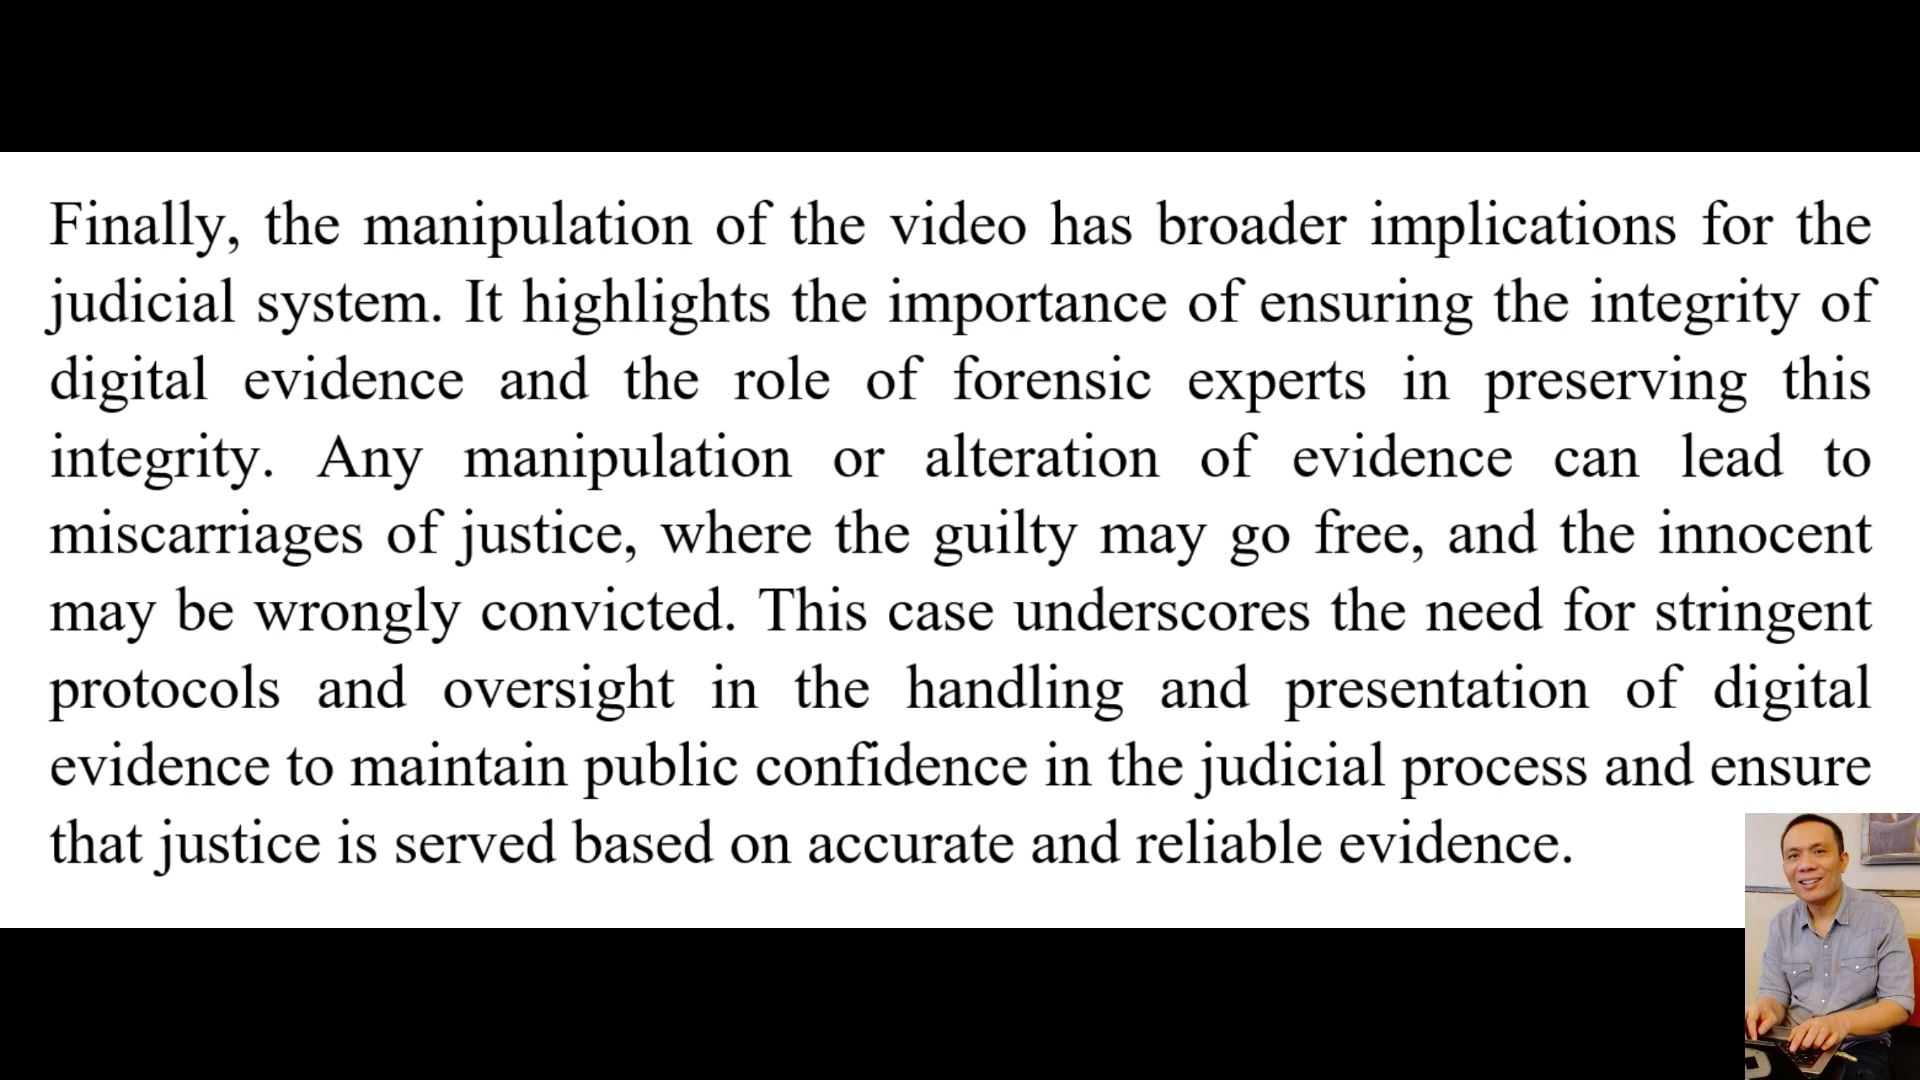 Finally, the manipulation of the video has broader implications for the
judicial system. It highlights the importance of ensuring the integrity of
digital evidence and the role of forensic experts in preserving this
integrity. Any manipulation or alteration of evidence can lead to
miscarriages of justice, where the guilty may go free, and the innocent
may be wrongly convicted. This case underscores the need for stringent
protocols and oversight in the handling and presentation of digital
evidence to maintain public confidence in the judicial process and ensure
that justice is served based on accurate and reliable evidence.